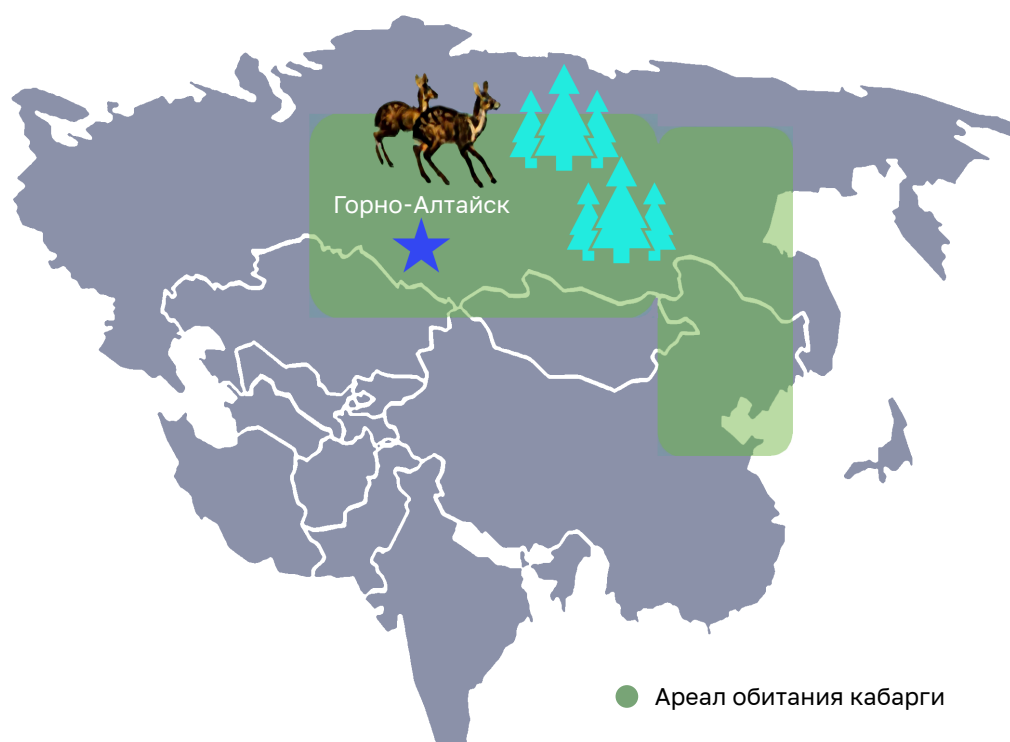 Горно-Алтайск
Ареал обитания кабарги